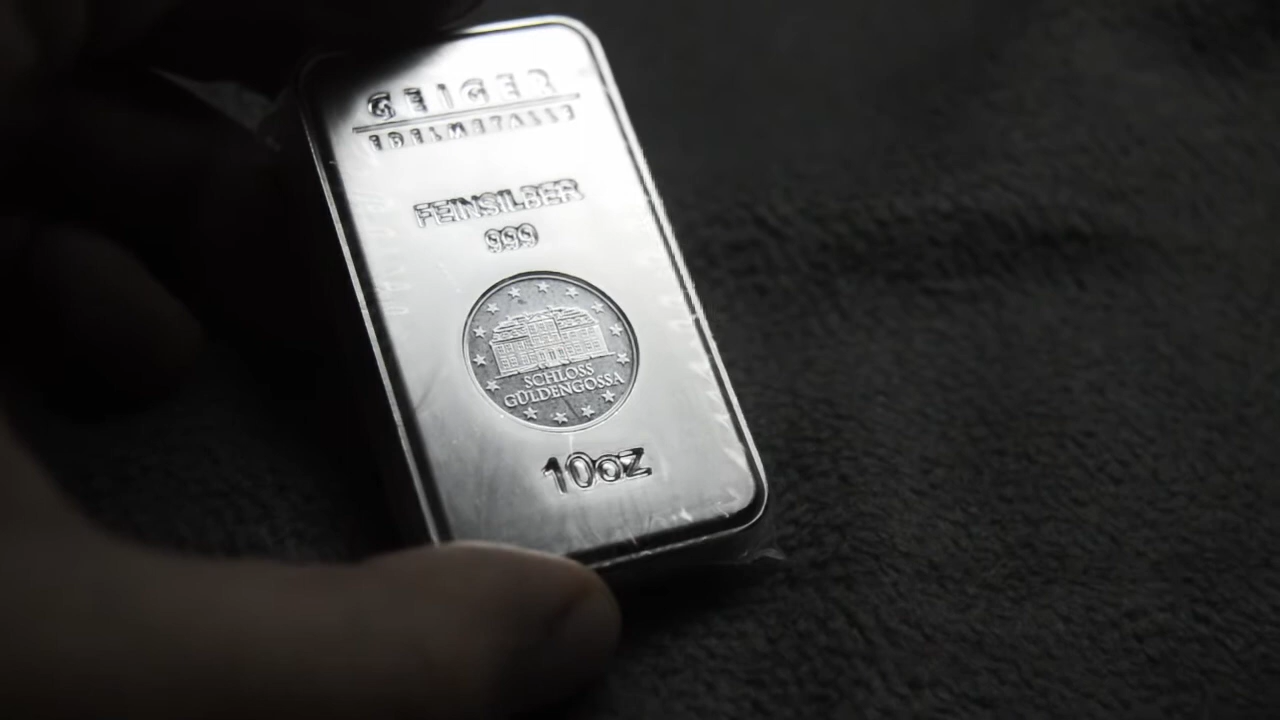 GEIGER
EDELMETALLE
FEINSILBER
999
SCHLOSS
GÜLDENGOSSA
10oz